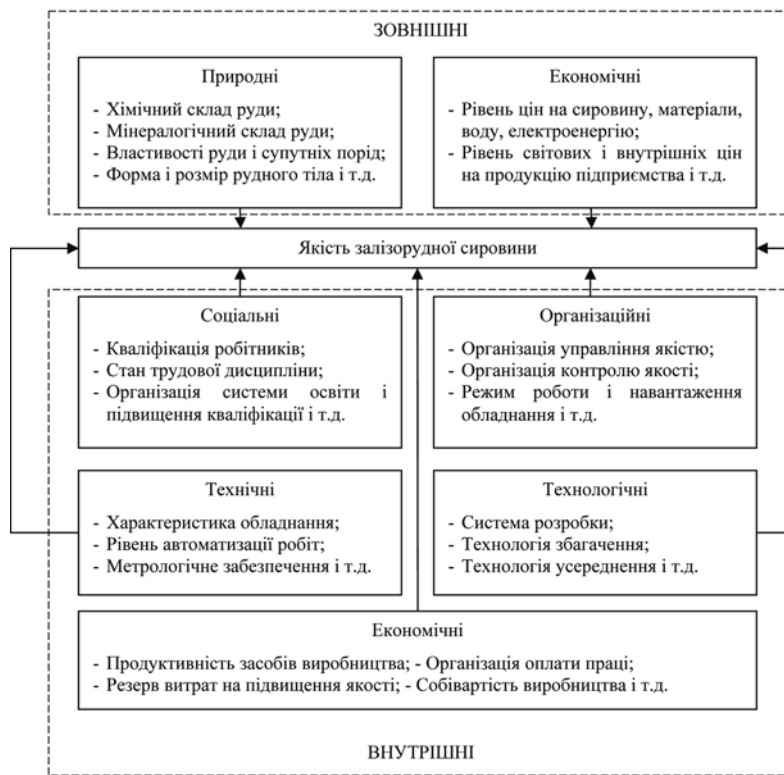 ЗОВНІШНІ
Природні
- Хімічний склад руди;
- Мінералогічний склад руди;
- Властивості руди і супутніх порід;
- Форма і розмір рудного тіла і т.д.
Економічні
- Рівень цін на сировину, матеріали,
воду, електроенергію;
- Рівень світових і внутрішніх цін
на продукцію підприємства і т.д.
Якість залізорудної сировини
Соціальні
- Кваліфікація робітників;
- Стан трудової дисципліни;
- Організація системи освіти і
підвищення кваліфікації і т.д.
Організаційні
- Організація управління якістю;
- Організація контролю якості;
- Режим роботи і навантаження
обладнання і т.д.
Технічні
- Характеристика обладнання;
- Рівень автоматизації робіт;
- Метрологічне забезпечення і т.д.
Технологічні
- Система розробки;
- Технологія збагачення;
- Технологія усереднення і т.д.
Економічні
- Продуктивність засобів виробництва; - Організація оплати праці;
- Резерв витрат на підвищення якості; - Собівартість виробництва і т.д.
ВНУТРІШНІ